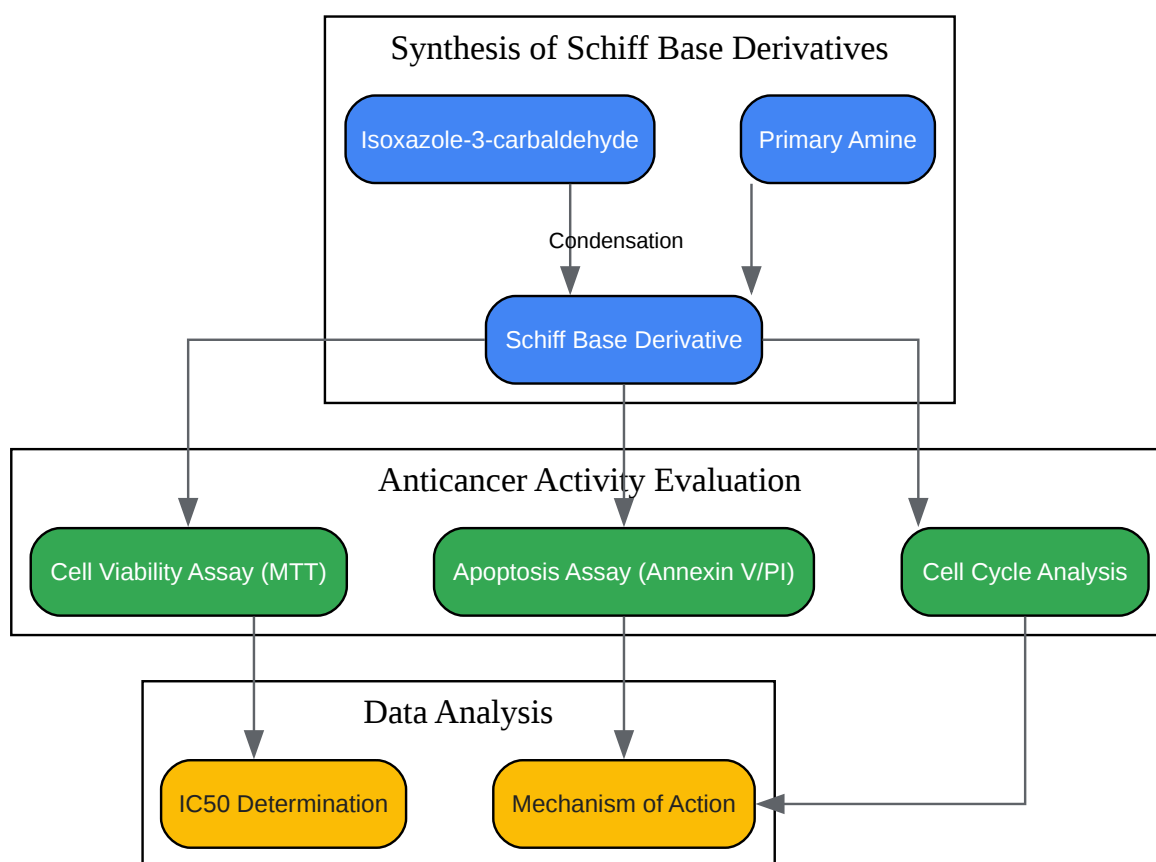 Synthesis of Schiff Base Derivatives
Isoxazole-3-carbaldehyde
Primary Amine
Condensation
Schiff Base Derivative
Anticancer Activity Evaluation
Cell Viability Assay (MTT)
Apoptosis Assay (Annexin V/PI)
Cell Cycle Analysis
Data Analysis
IC50 Determination
Mechanism of Action